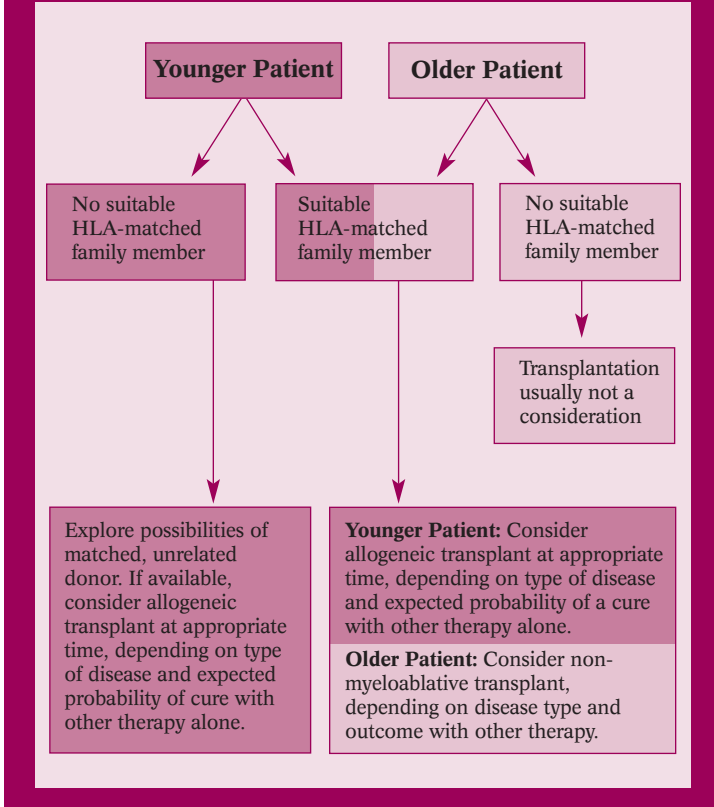 Younger Patient
Older Patient
No suitable
HLA-matched
family member
Suitable
HLA-matched
family member
No suitable
HLA-matched
family member
Transplantation
usually not a
consideration
Explore possibilities of
matched, unrelated
donor. If available,
consider allogeneic
transplant at appropriate
time, depending on type
of disease and expected
probability of cure with
other therapy alone.
Younger Patient: Consider
allogeneic transplant at appropriate
time, depending on type of disease
and expected probability of a cure
with other therapy alone.
Older Patient: Consider non-
myeloablative transplant,
depending on disease type and
outcome with other therapy.